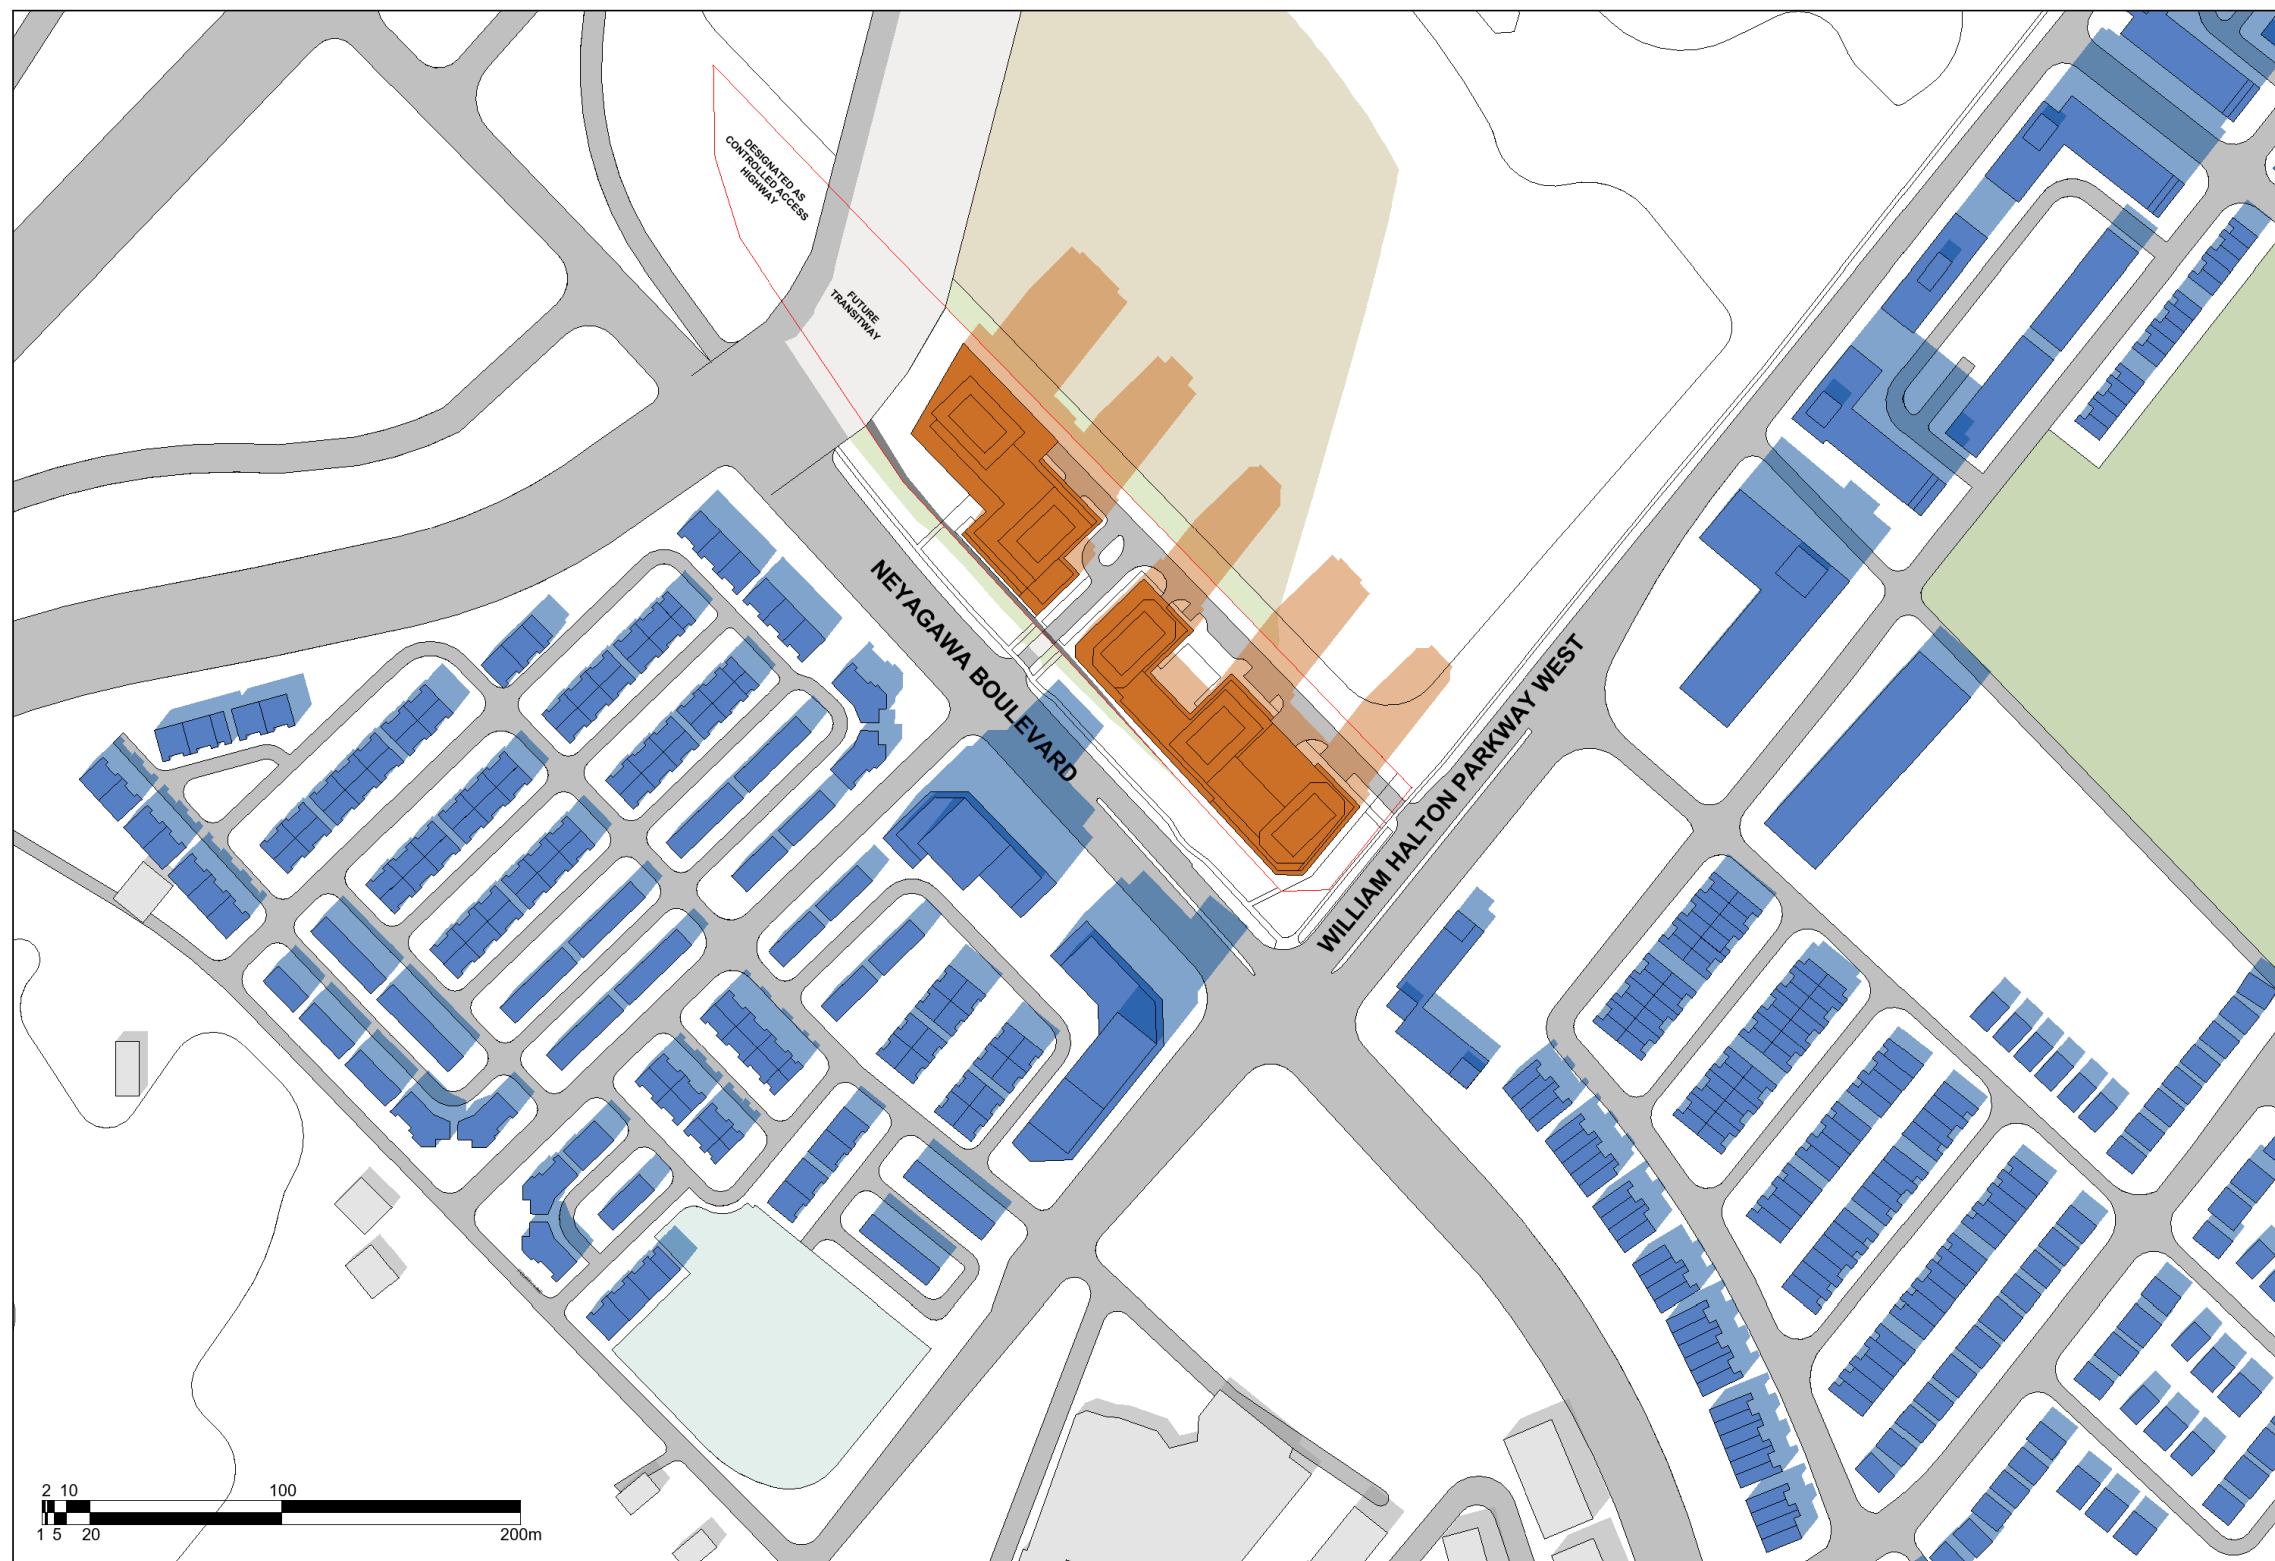 DESIGNATED AS
CONTROLLED ACCESS
HIGHWAY
FUTURE
TRANSITWAY
NEYAGAWA BOULEVARD
WILLIAM HALTON PARKWAY WEST
2 10 100
1 5 20 200m